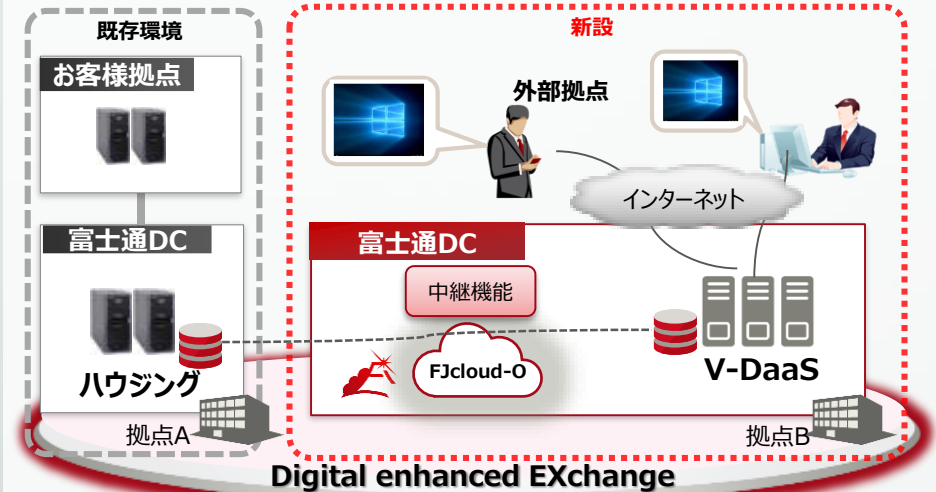 既存環境
お客様拠点
富士通DC
ハウジング
拠点A
新設
外部拠点
インターネット
富士通DC
中継機能
FJcloud-O
V-DaaS
拠点B
Digital enhanced EXchange